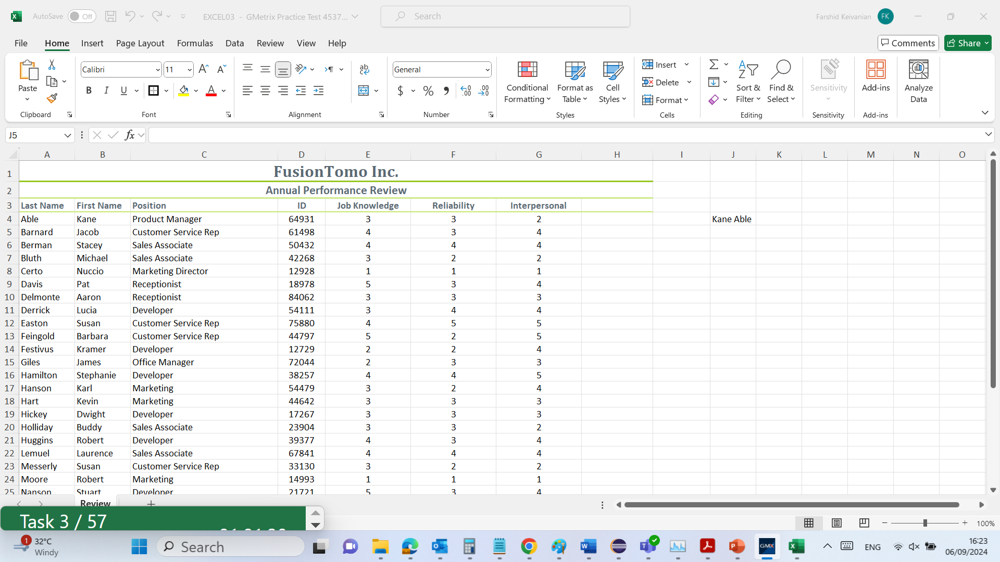 AutoSave Off EXCEL03 - GMetrix Practice Test 4537... Search Farshid Keivanian FK
File Home Insert Page Layout Formulas Data Review View Help Comments Share
Paste Calibri 11 General Conditional Formatting Format as Table Cell Styles Insert Delete Format Sort & Filter Find & Select Sensitivity Add-ins Analyze Data
Clipboard Font Alignment Number Styles Cells Editing Sensitivity Add-ins
J5 fx
A B C D E F G H I J K L M N O
1 FusionTomo Inc.
2 Annual Performance Review
3 Last Name First Name Position ID Job Knowledge Reliability Interpersonal
4 Able Kane Product Manager 64931 3 3 2 Kane Able
5 Barnard Jacob Customer Service Rep 61498 4 3 4
6 Berman Stacey Sales Associate 50432 4 4 4
7 Bluth Michael Sales Associate 42268 3 2 2
8 Certo Nuccio Marketing Director 12928 1 1 1
9 Davis Pat Receptionist 18978 5 3 4
10 Delmonte Aaron Receptionist 84062 3 3 3
11 Derrick Lucia Developer 54111 3 4 4
12 Easton Susan Customer Service Rep 75880 4 5 5
13 Feingold Barbara Customer Service Rep 44797 5 2 5
14 Festivus Kramer Developer 12729 2 2 4
15 Giles James Office Manager 72044 2 3 3
16 Hamilton Stephanie Developer 38257 4 4 5
17 Hanson Karl Marketing 54479 3 2 4
18 Hart Kevin Marketing 44642 3 3 3
19 Hickey Dwight Developer 17267 3 3 3
20 Holliday Buddy Sales Associate 23904 3 3 2
21 Huggins Robert Developer 39377 4 3 4
22 Lemuel Laurence Sales Associate 67841 4 4 4
23 Messerly Susan Customer Service Rep 33130 3 2 2
24 Moore Robert Marketing 14993 1 1 1
25 Nanson Stuart Developer 21721 5 3 4
Review
Task 3 / 57
100%
1 32°C
Windy
Search
ENG
16:23
06/09/2024